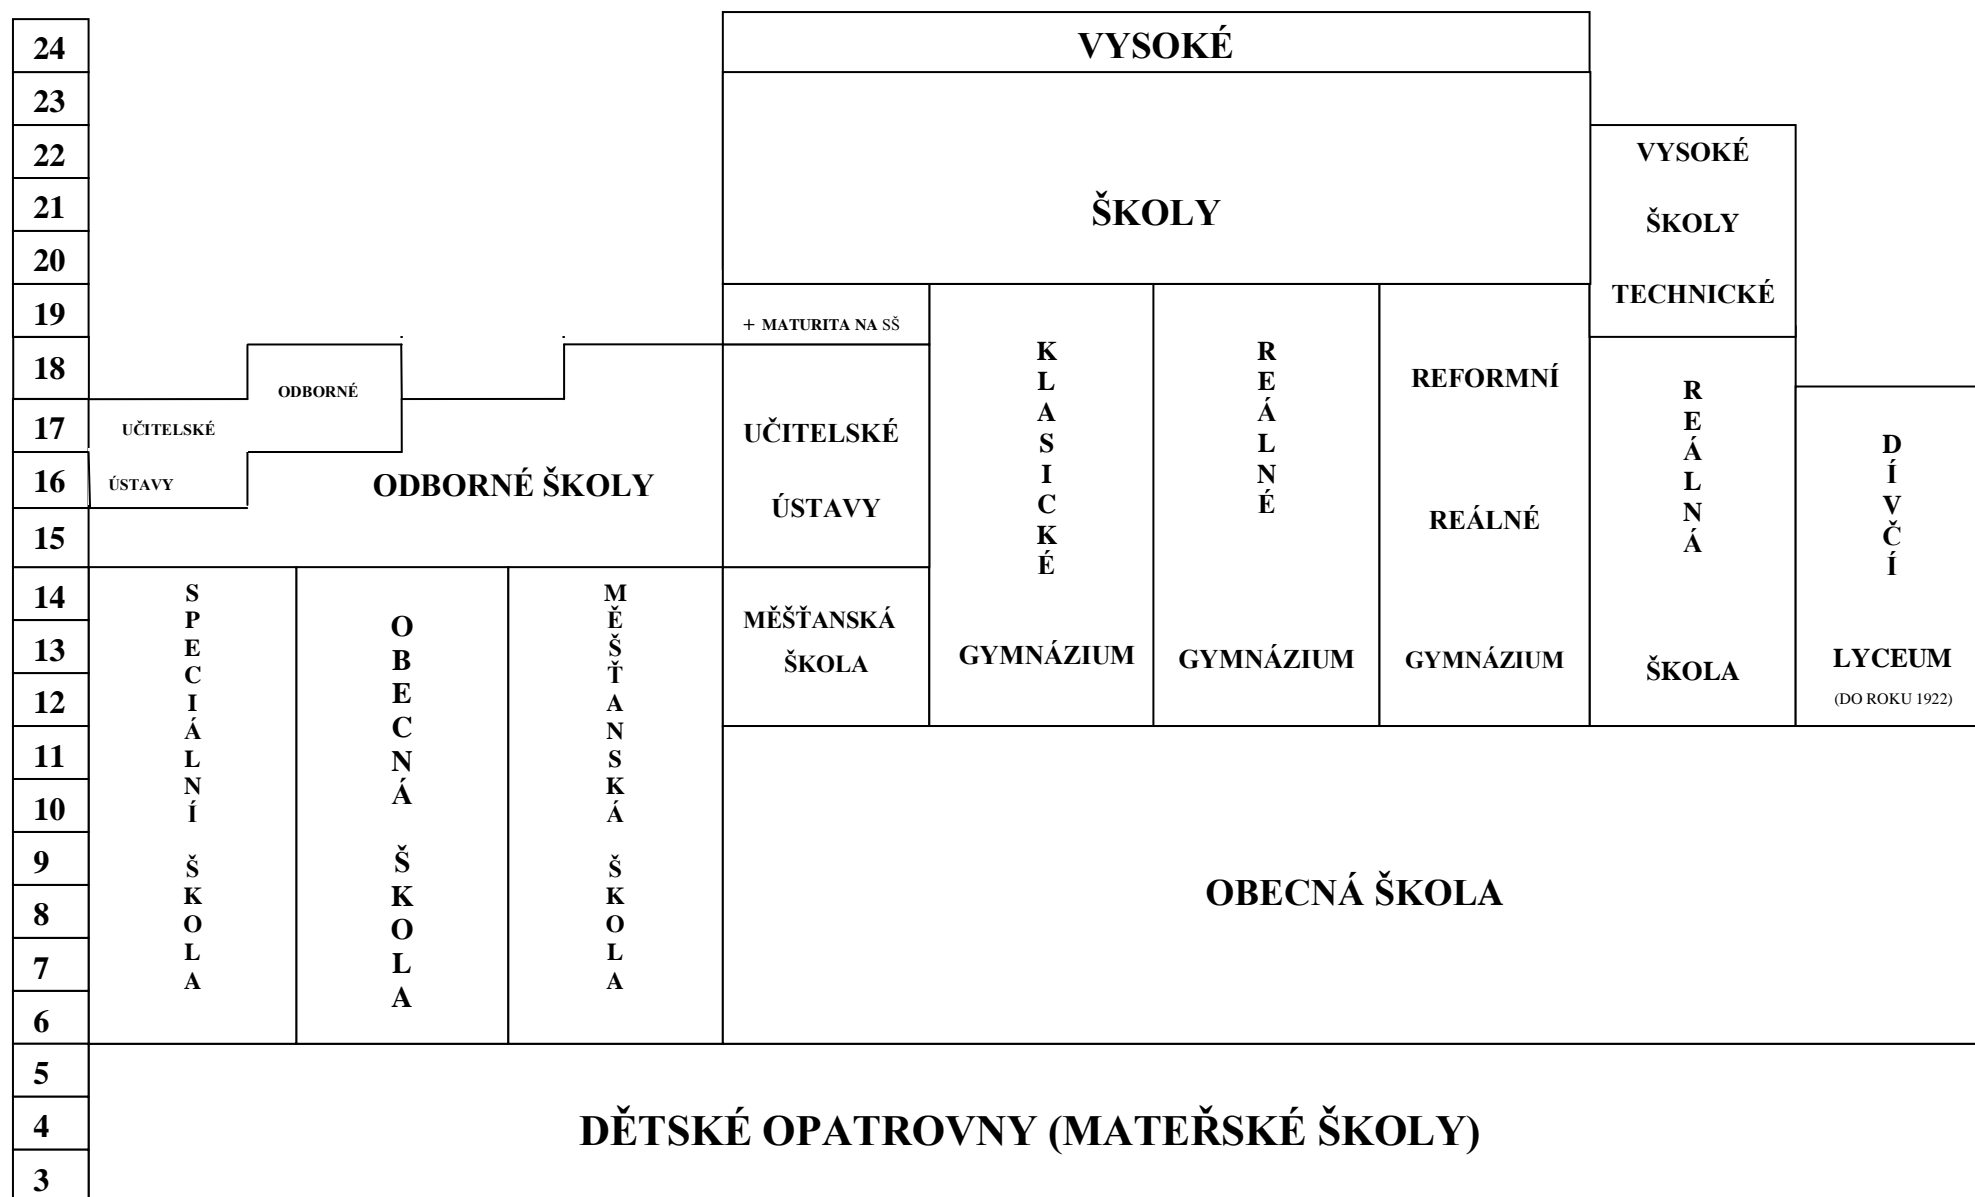 24
VYSOKÉ
23
22
VYSOKÉ
21
ŠKOLY
ŠKOLY
20
19
TECHNICKÉ
+ MATURITA NA SŠ
18
ODBORNÉ
17
UČITELSKÉ
16
ÚSTAVY
ODBORNÉ ŠKOLY
15
UČITELSKÉ
ÚSTAVY
KLASICKÉ
GYMNÁZIUM
REÁLNÉ
GYMNÁZIUM
REFORMNÍ
REÁLNÉ
GYMNÁZIUM
REÁLNÁ
ŠKOLA
DÍVČÍ
LYCEUM
(DO ROKU 1922)
14
13
12
11
10
9
8
7
6
SPECIÁLNÍ ŠKOLA
OBECNÁ ŠKOLA
MĚŠŤANSKÁ ŠKOLA
MĚŠŤANSKÁ
ŠKOLA
OBECNÁ ŠKOLA
5
4
DĚTSKÉ OPATROVNY (MATEŘSKÉ ŠKOLY)
3